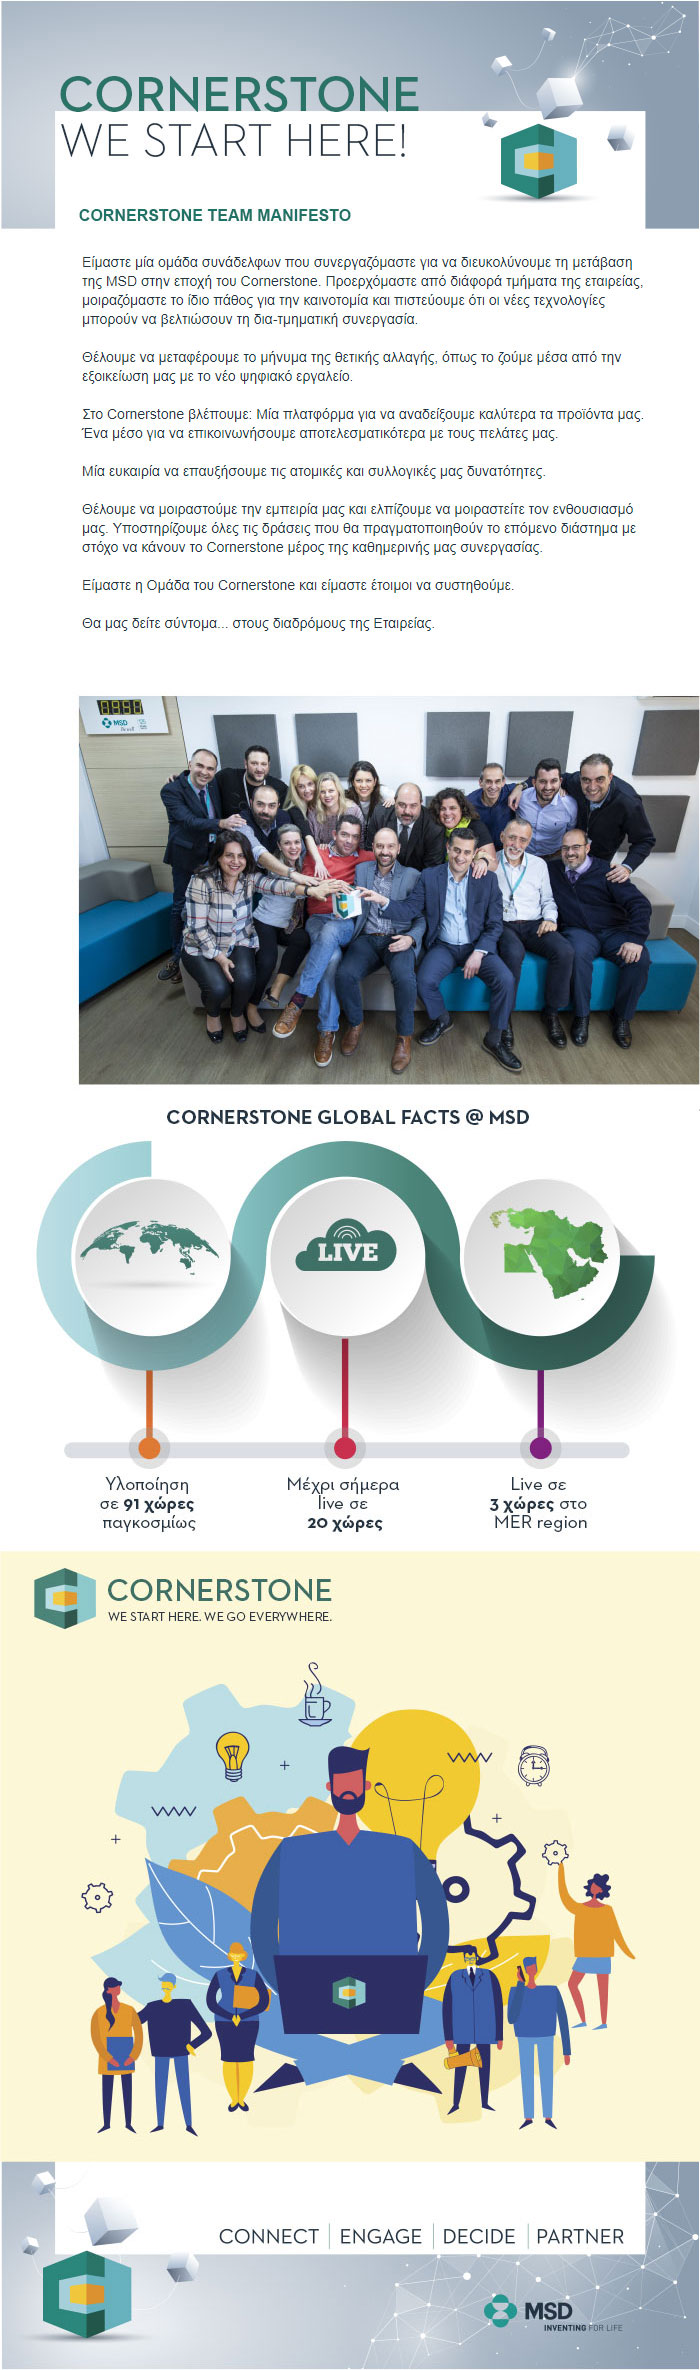 CORNERSTONE
WE START HERE!
CORNERSTONE TEAM MANIFESTO
Είμαστε μία ομάδα συνάδελφων που συνεργαζόμαστε για να διευκολύνουμε τη μετάβαση
της MSD στην εποχή του Cornerstone. Προερχόμαστε από διάφορά τμήματα της εταιρείας,
μοιραζόμαστε το ίδιο πάθος για την καινοτομία και πιστεύουμε ότι οι νέες τεχνολογίες
μπορούν να βελτιώσουν τη δια-τμηματική συνεργασία.
Θέλουμε να μεταφέρουμε το μήνυμα της θετικής αλλαγής, όπως το ζούμε μέσα από την
εξοικείωση μας με το νέο ψηφιακό εργαλείο.
Στο Cornerstone βλέπουμε: Μία πλατφόρμα για να αναδείξουμε καλύτερα τα προϊόντα μας.
Ένα μέσο για να επικοινωνήσουμε αποτελεσματικότερα με τους πελάτες μας.
Μία ευκαιρία να επαυξήσουμε τις ατομικές και συλλογικές μας δυνατότητες.
Θέλουμε να μοιραστούμε την εμπειρία μας και ελπίζουμε να μοιραστείτε τον ενθουσιασμό
μας. Υποστηρίζουμε όλες τις δράσεις που θα πραγματοποιηθούν το επόμενο διάστημα με
στόχο να κάνουν το Cornerstone μέρος της καθημερινής μας συνεργασίας.
Είμαστε η Ομάδα του Cornerstone και είμαστε έτοιμοι να συστηθούμε.
Θα μας δείτε σύντομα... στους διαδρόμους της Εταιρείας.
MSD
CORNERSTONE GLOBAL FACTS @ MSD
LIVE
Υλοποίηση
σε 91 χώρες
παγκοσμίως
Μέχρι σήμερα
live σε
20 χώρες
Live σε
3 χώρες στο
MER region
CORNERSTONE
WE START HERE. WE GO EVERYWHERE.
CONNECT | ENGAGE | DECIDE | PARTNER
MSD
INVENTING FOR LIFE